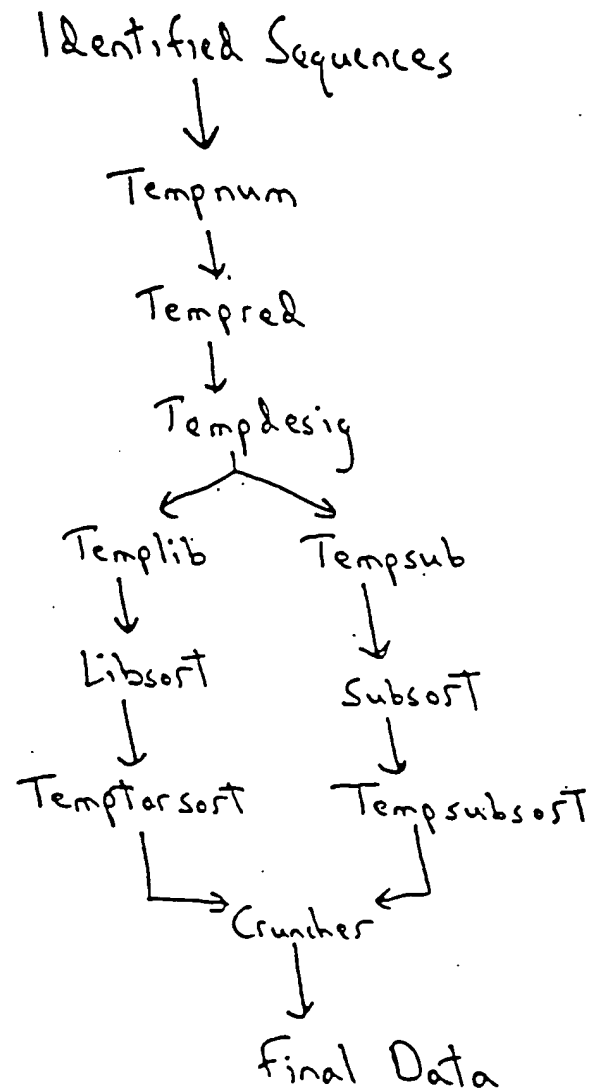 Identified Sequences
Tempnum
Tempred
Tempdesig
Templib Tempsub
Libsort Subsort
Temptarsort Tempsubsort
Cruncher
Final Data